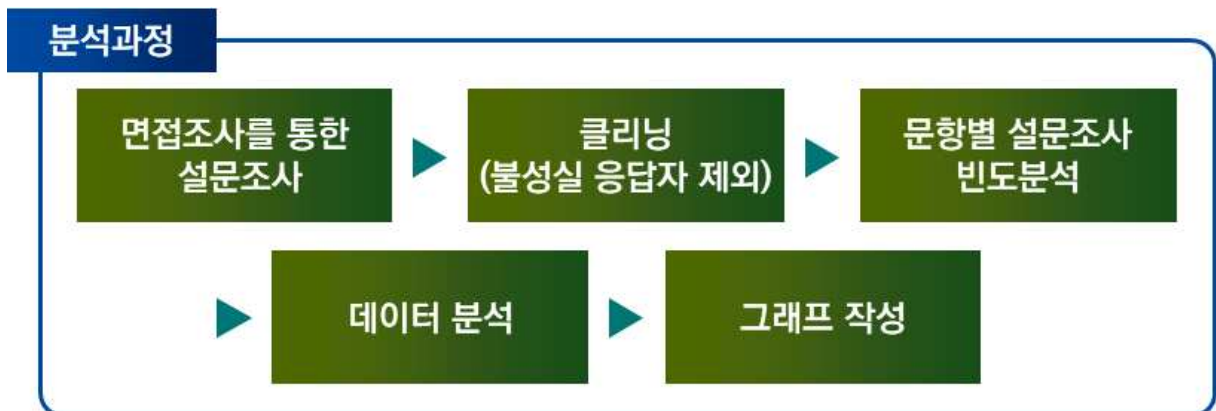 분석과정
면접조사를 통한
설문조사
클리닝
(불성실 응답자 제외)
문항별 설문조사
빈도분석
데이터 분석
그래프 작성